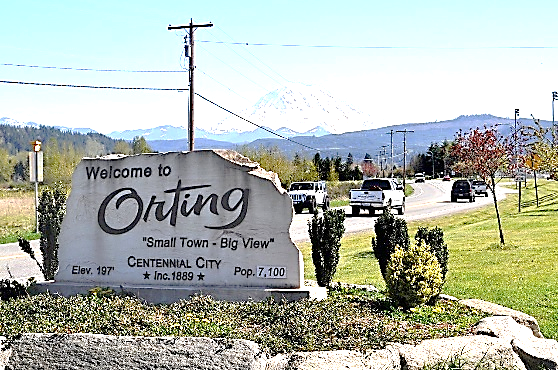 Welcome to
Orting
"Small Town - Big View"
Elev. 197' CENTENNIAL CITY Pop. 7,100
★ Inc.1889 ★